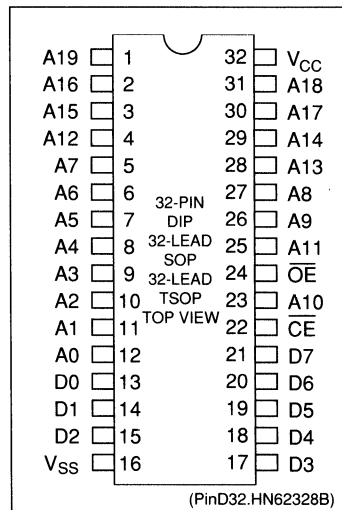 A19 1 32 VCC
A16 2 31 A18
A15 3 30 A17
A12 4 29 A14
A7 5 28 A13
A6 6 27 A8
32-PIN
A5 7 26 A9
DIP
A4 8 32-LEAD 25 A11
SOP
A3 9 32-LEAD 24 OE
A2 10 TSOP 23 A10
A1 11 TOP VIEW 22 CE
A0 12 21 D7
D0 13 20 D6
D1 14 19 D5
D2 15 18 D4
VSS 16 17 D3
(PinD32.HN62328B)